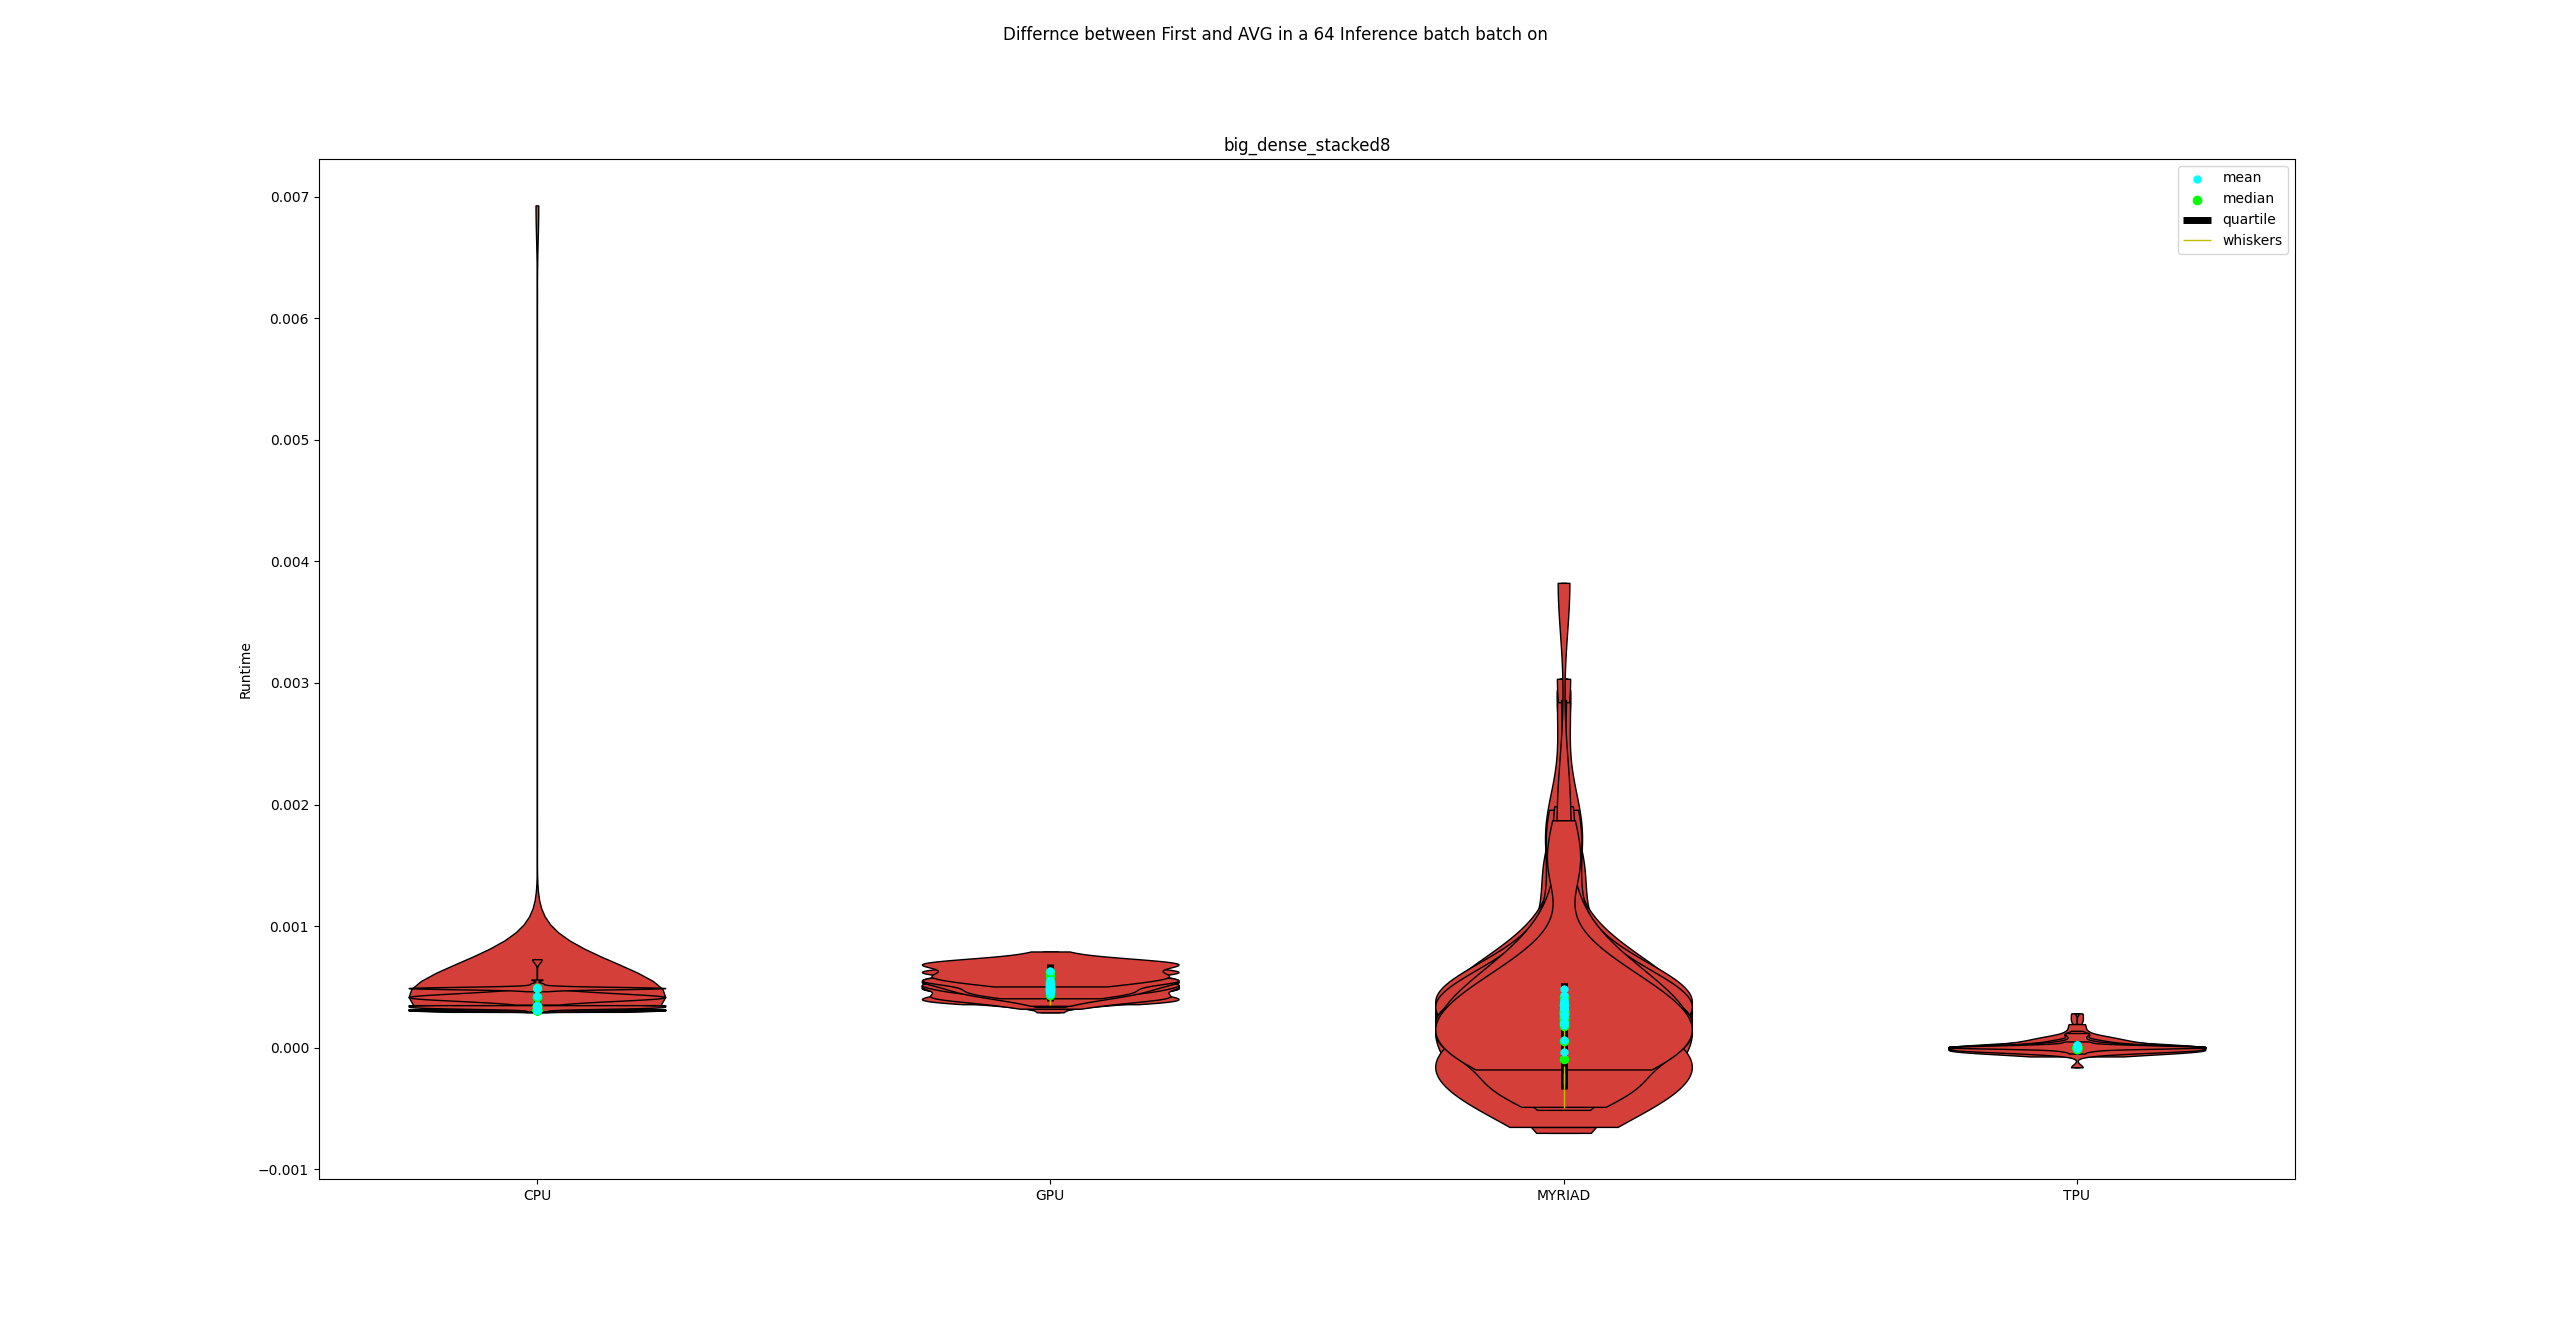 Differnce between First and AVG in a 64 Inference batch batch on
big_dense_stacked8
mean
median
quartile
whiskers
0.007
0.006
0.005
0.004
0.003
0.002
0.001
0.000
−0.001
Runtime
CPU
GPU
MYRIAD
TPU